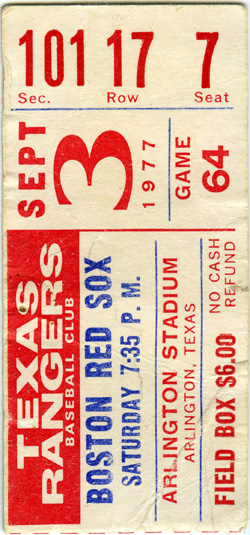 101 17 7
Sec. Row Seat
SEPT
3
1977
GAME
64
TEXAS
RANGERS
BASEBALL CLUB
BOSTON RED SOX
SATURDAY 7:35 P. M.
ARLINGTON STADIUM
ARLINGTON, TEXAS
NO CASH
REFUND
FIELD BOX $6.00